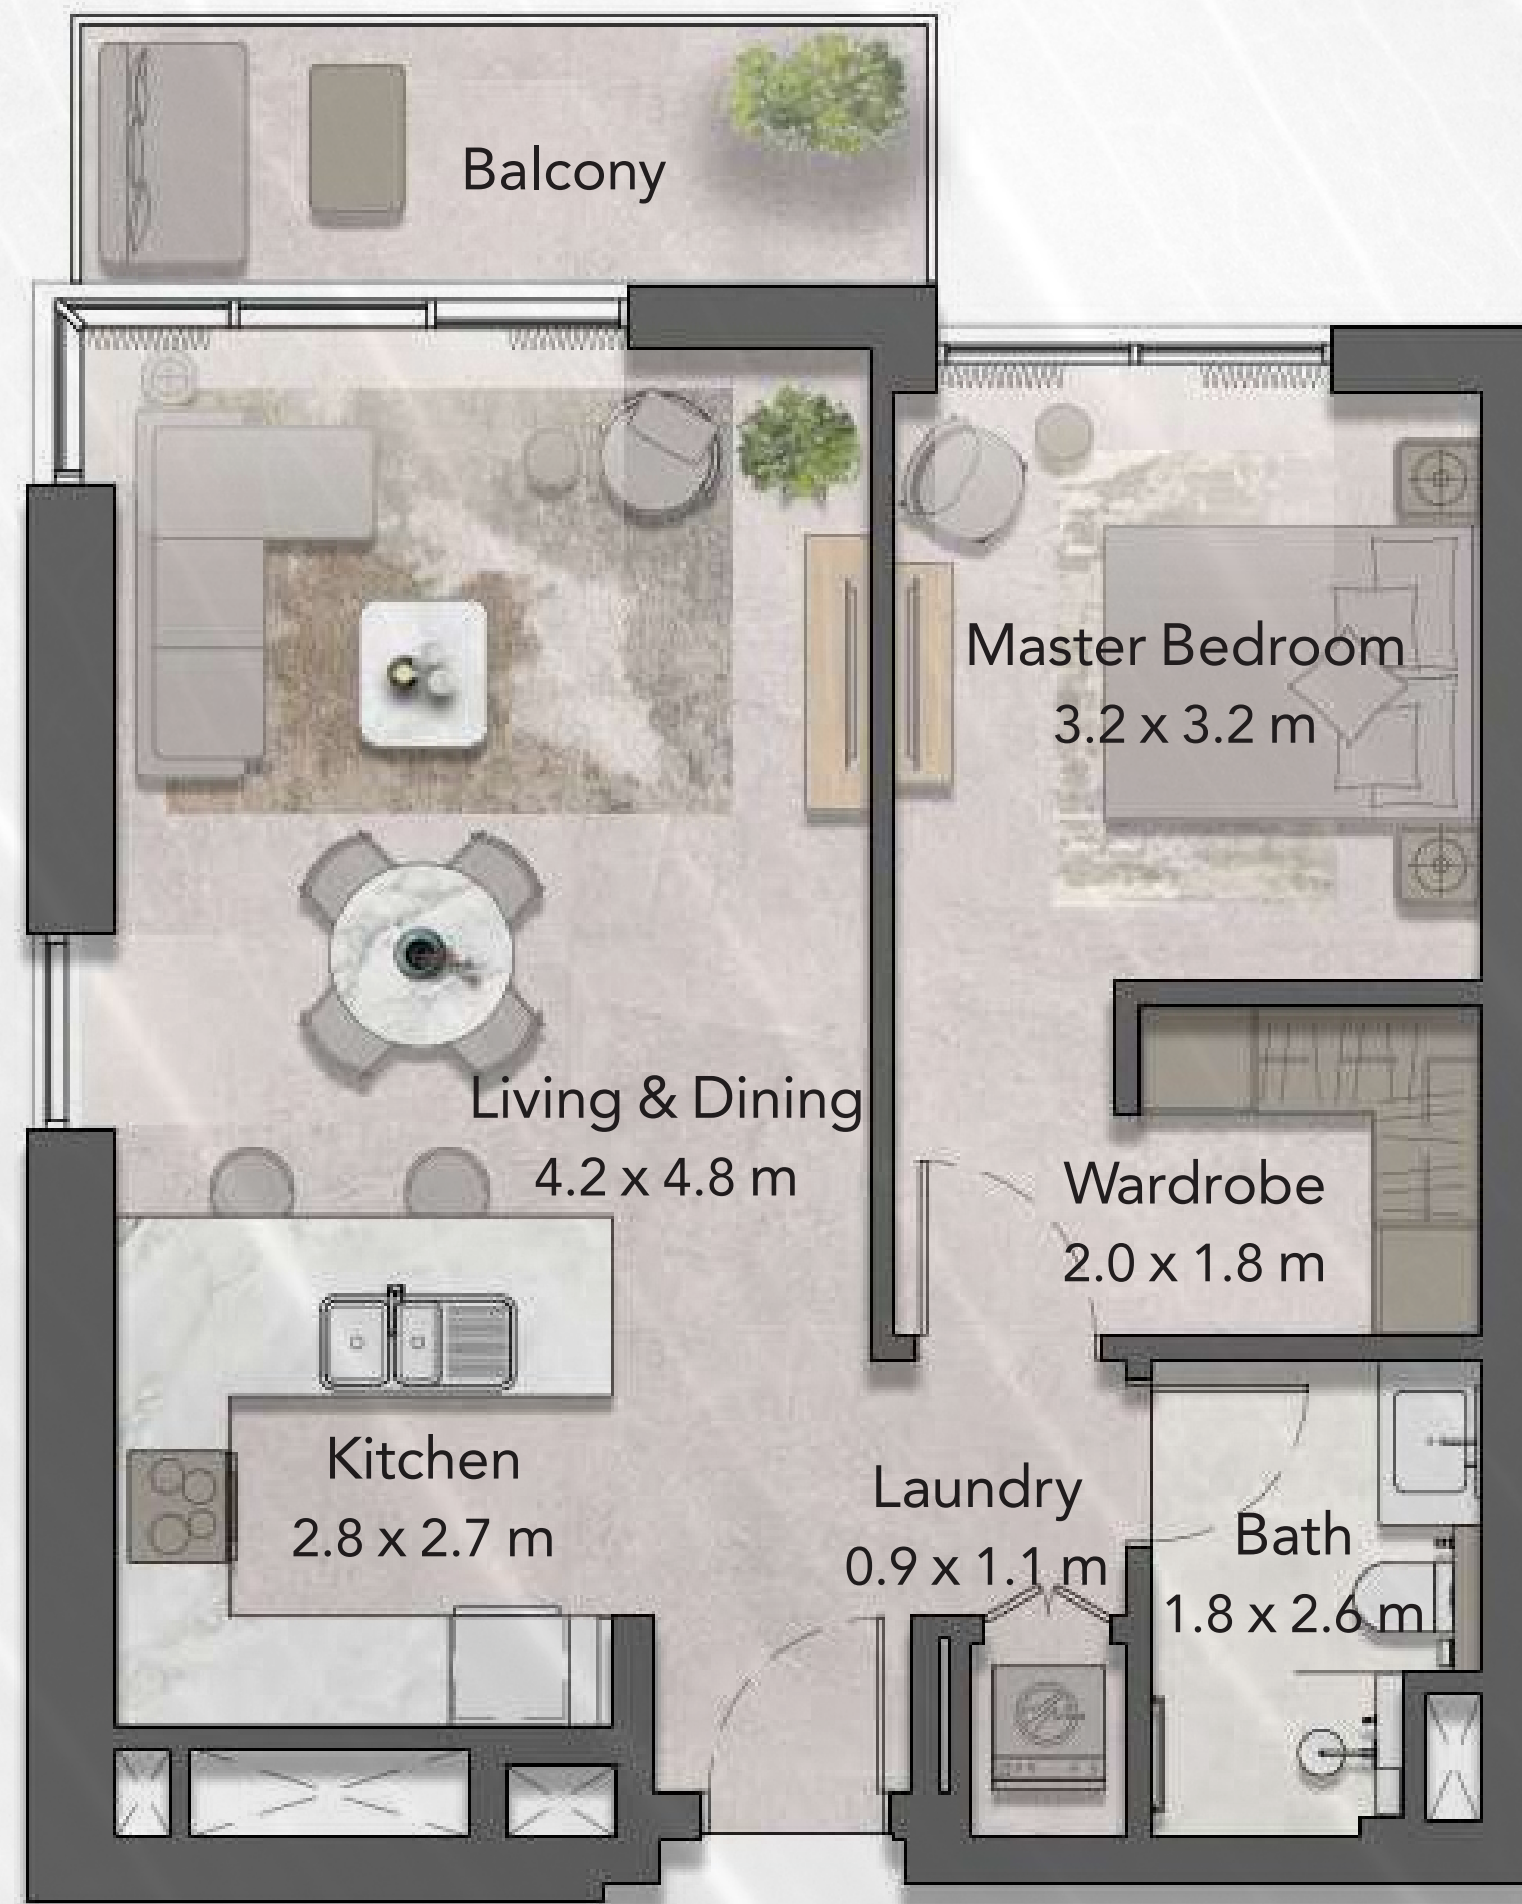 Balcony
Master Bedroom
3.2 x 3.2 m
Living & Dining
4.2 x 4.8 m
Wardrobe
2.0 x 1.8 m
Kitchen
2.8 x 2.7 m
Laundry
0.9 x 1.1 m
Bath
1.8 x 2.6 m